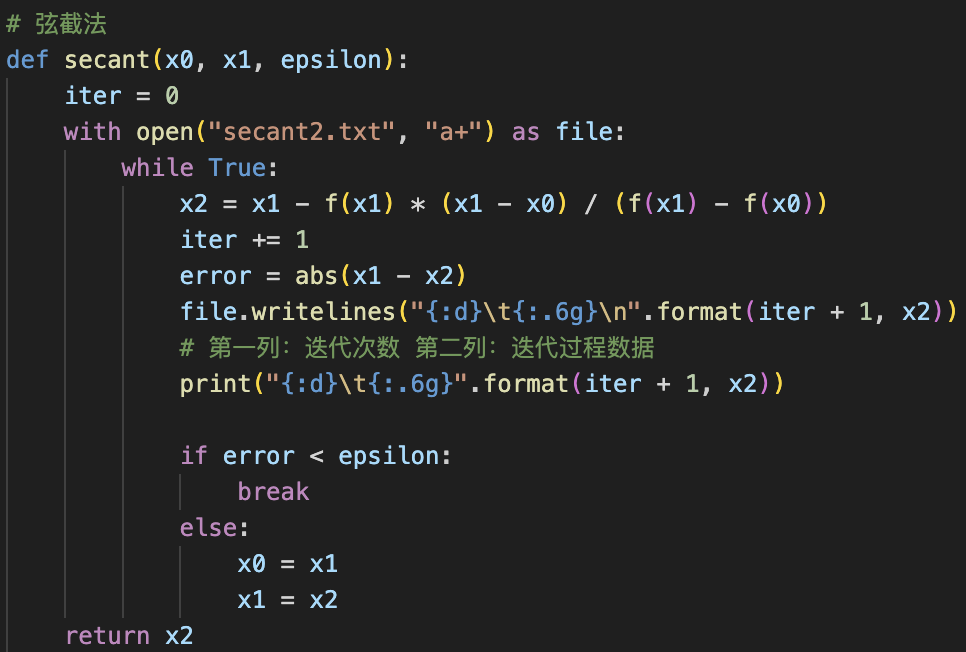 # 弦截法
def secant(x0, x1, epsilon):
    iter = 0
    with open("secant2.txt", "a+") as file:
        while True:
            x2 = x1 - f(x1) * (x1 - x0) / (f(x1) - f(x0))
            iter += 1
            error = abs(x1 - x2)
            file.writelines("{:d}\t{:.6g}\n".format(iter + 1, x2))
            # 第一列：迭代次数 第二列：迭代过程数据
            print("{:d}\t{:.6g}".format(iter + 1, x2))

            if error < epsilon:
                break
            else:
                x0 = x1
                x1 = x2
    return x2